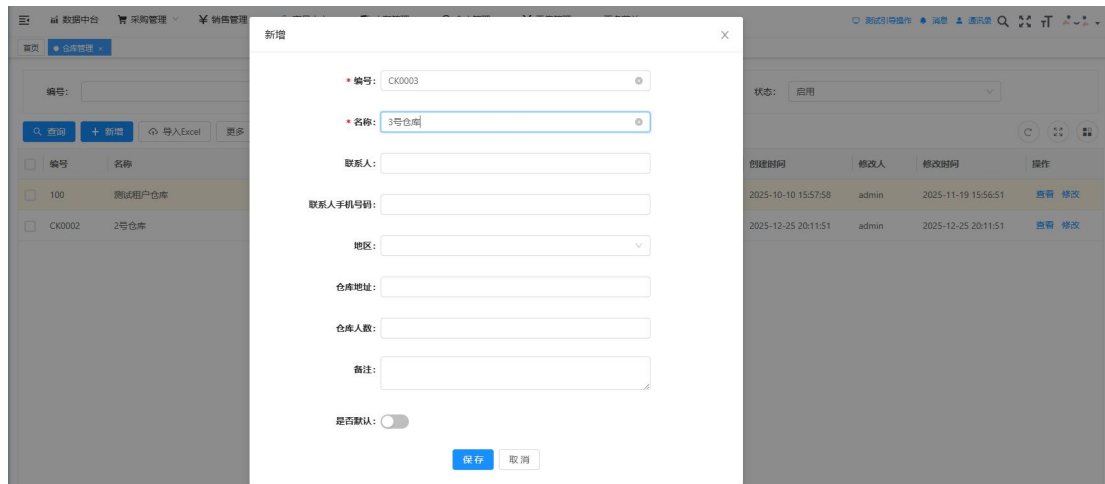 数据中台 采购管理 ¥ 销售管理
测试引导操作 消息 通讯录
首页 仓库管理 ×
新增 X
编号: 状态: 启用
查询 + 新增 导入Excel 更多
编号 名称 创建时间 修改人 修改时间 操作
100 测试租户仓库 2025-10-10 15:57:58 admin 2025-11-19 15:56:51 查看 修改
CK0002 2号仓库 2025-12-25 20:11:51 admin 2025-12-25 20:11:51 查看 修改
* 编号: CK0003
* 名称: 3号仓库
联系人:
联系人手机号码:
地区:
仓库地址:
仓库人数:
备注:
是否默认:
保存 取消